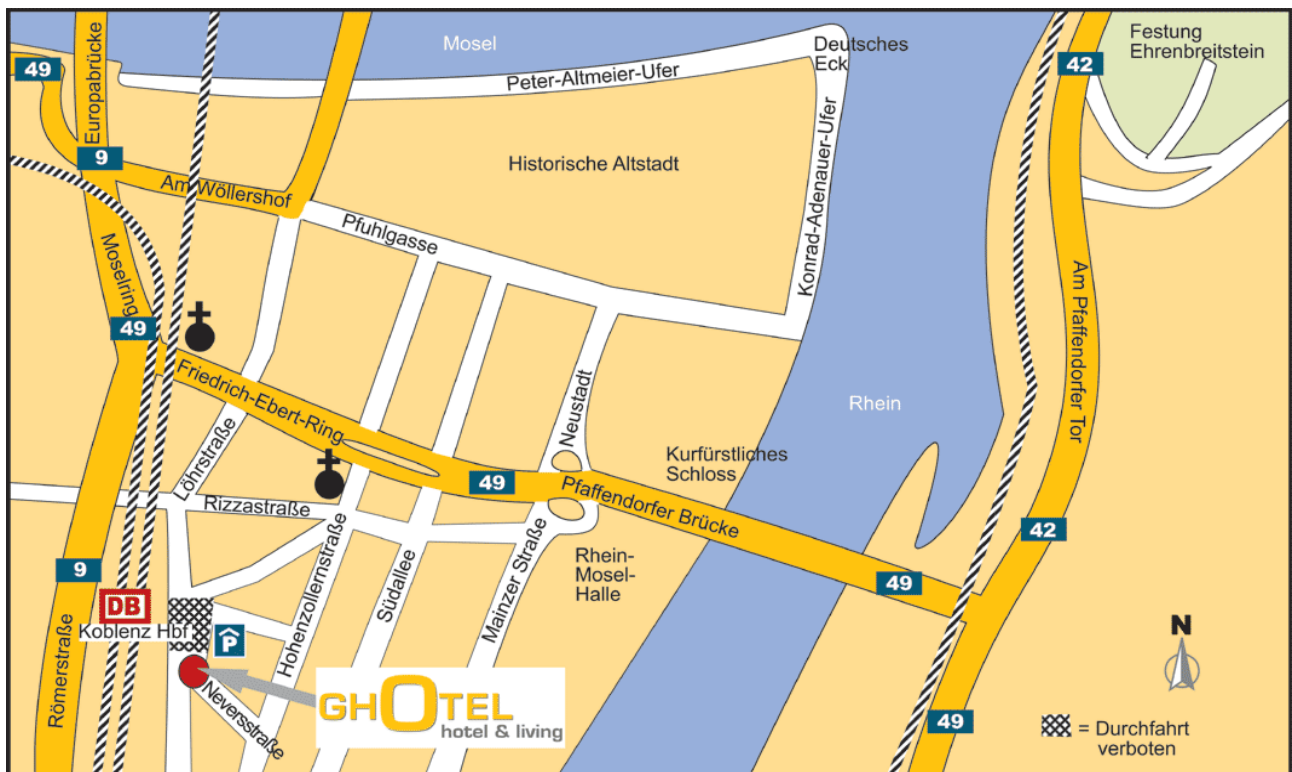 Mosel
Deutsches
Eck
Festung
Ehrenbreitstein
49
Europabrücke
Peter-Altmeier-Ufer
42
9
Am Wöllershof
Historische Altstadt
Konrad-Adenauer-Ufer
Pfuhlgasse
Moselring
49
Am Pfaffendorfer Tor
Friedrich-Ebert-Ring
Neustadt
Rhein
Löhrstraße
Kurfürstliches
Schloss
49
Pfaffendorfer Brücke
Rizzastraße
42
Rhein-
Mosel-
Halle
9
49
DB
Koblenz Hbf
P
Hohenzollernstraße
Südallee
Mainzer Straße
Römerstraße
Neversstraße
GHOTEL
hotel & living
N
49
= Durchfahrt
verboten